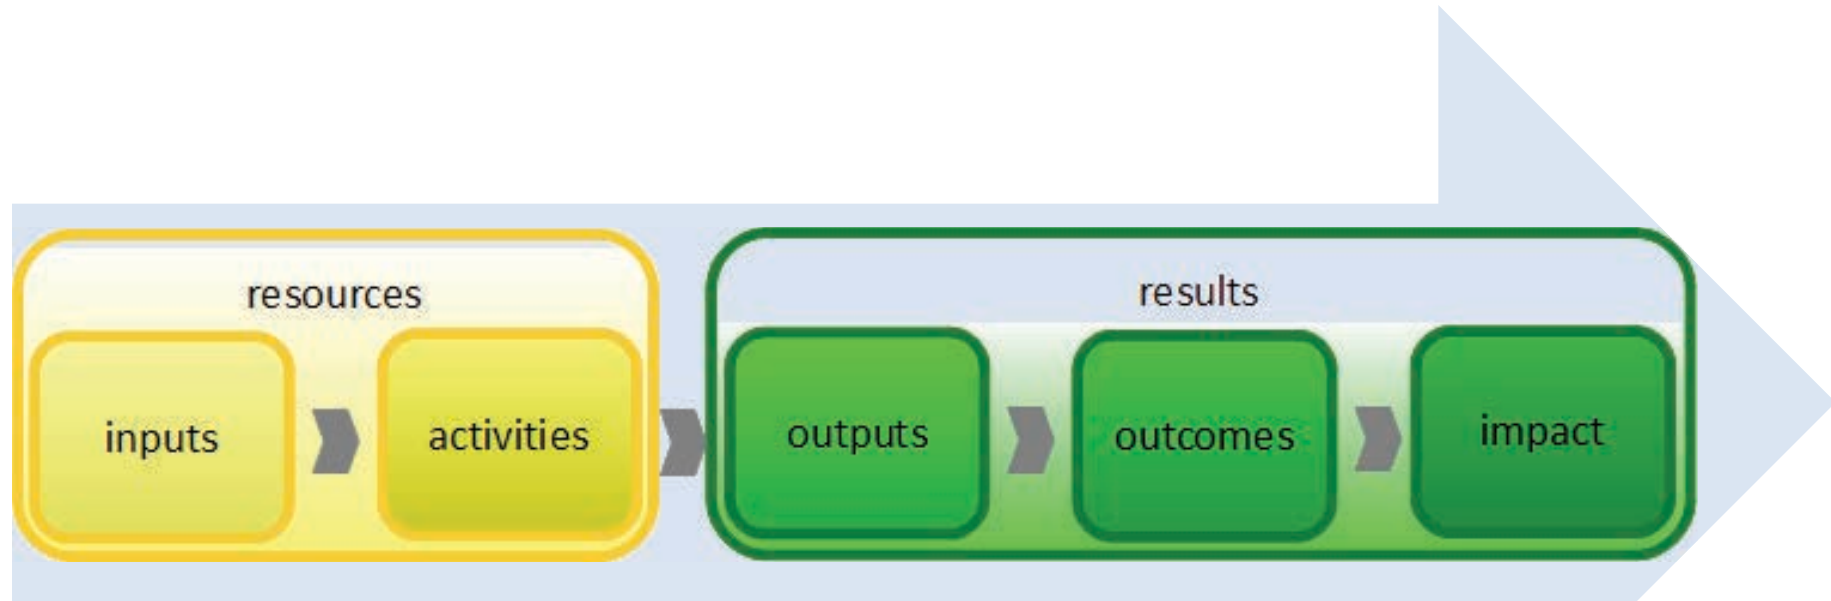 resources
results
inputs
activities
outputs
outcomes
impact